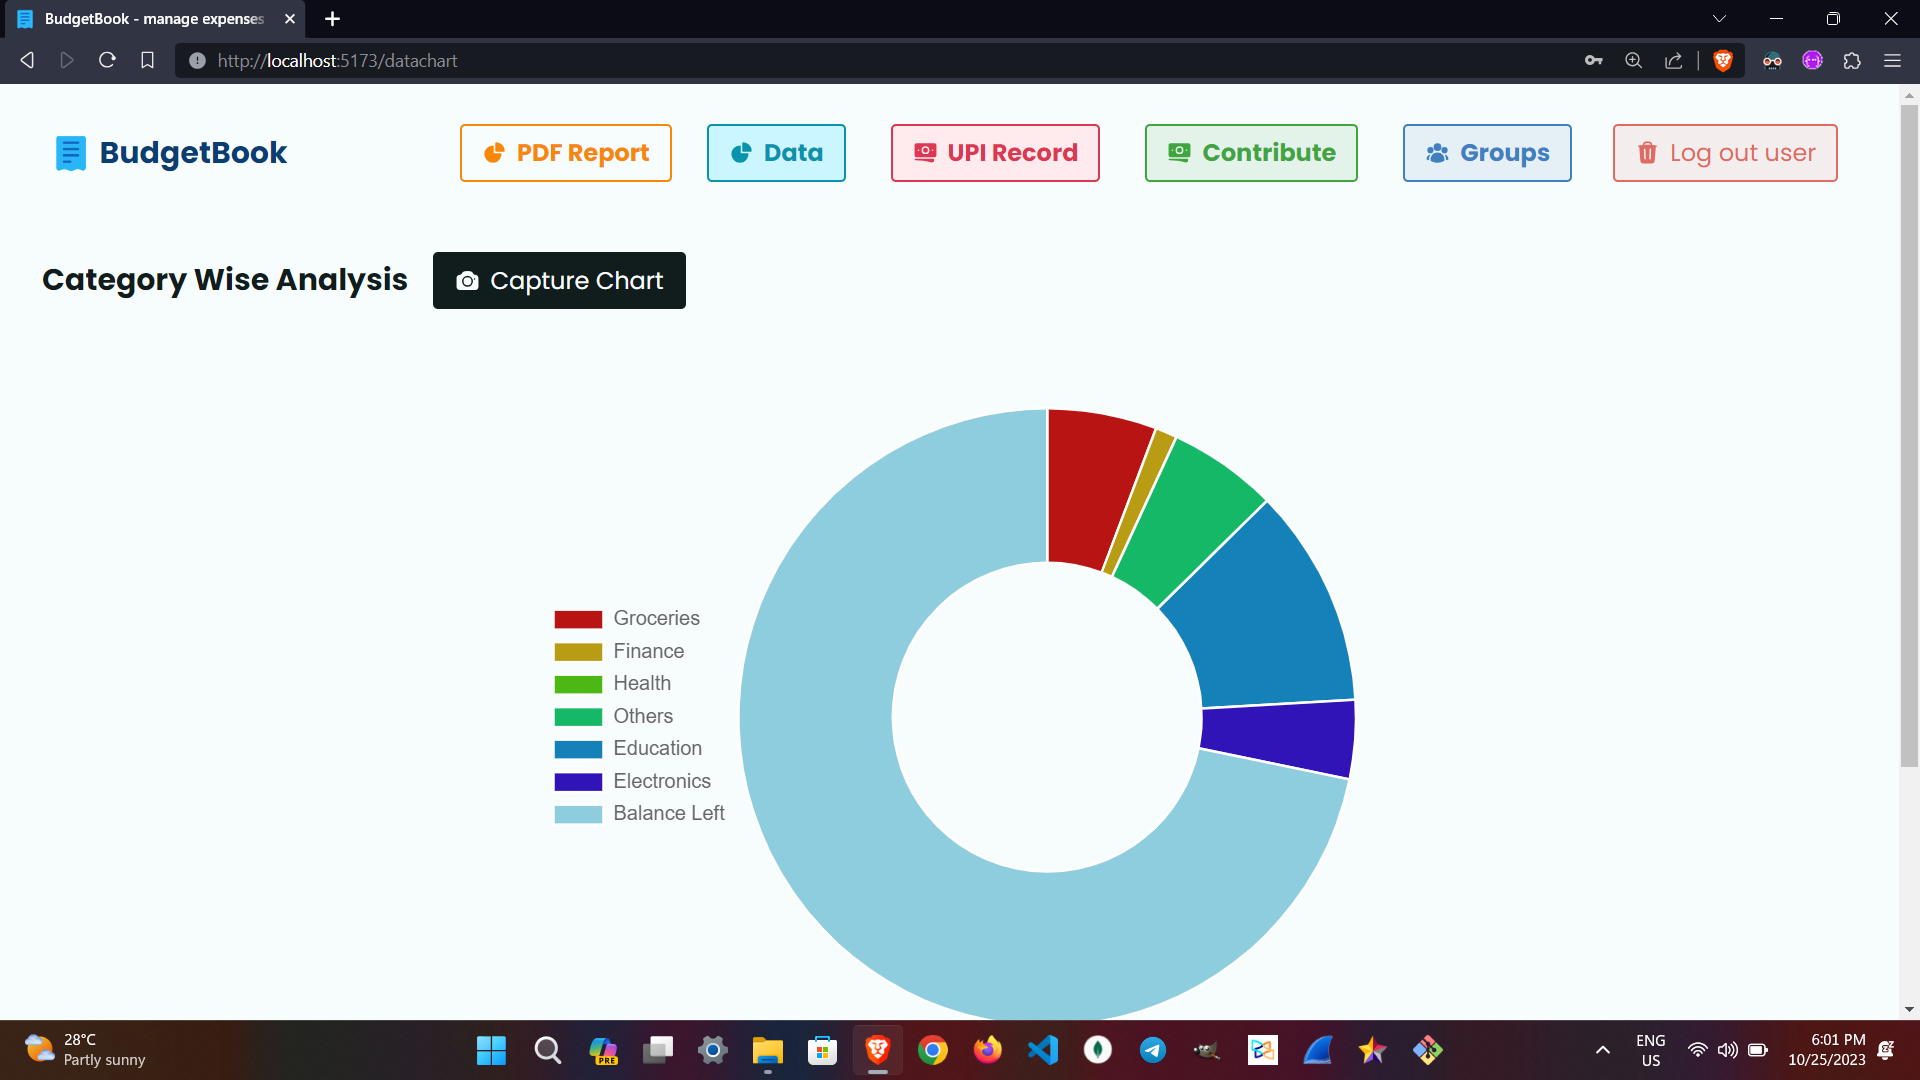 BudgetBook - manage expenses
http://localhost:5173/datachart
BudgetBook
PDF Report
Data
UPI Record
Contribute
Groups
Log out user
Category Wise Analysis
Capture Chart
Groceries
Finance
Health
Others
Education
Electronics
Balance Left
28°C
Partly sunny
PRE
ENG
US
6:01 PM
10/25/2023